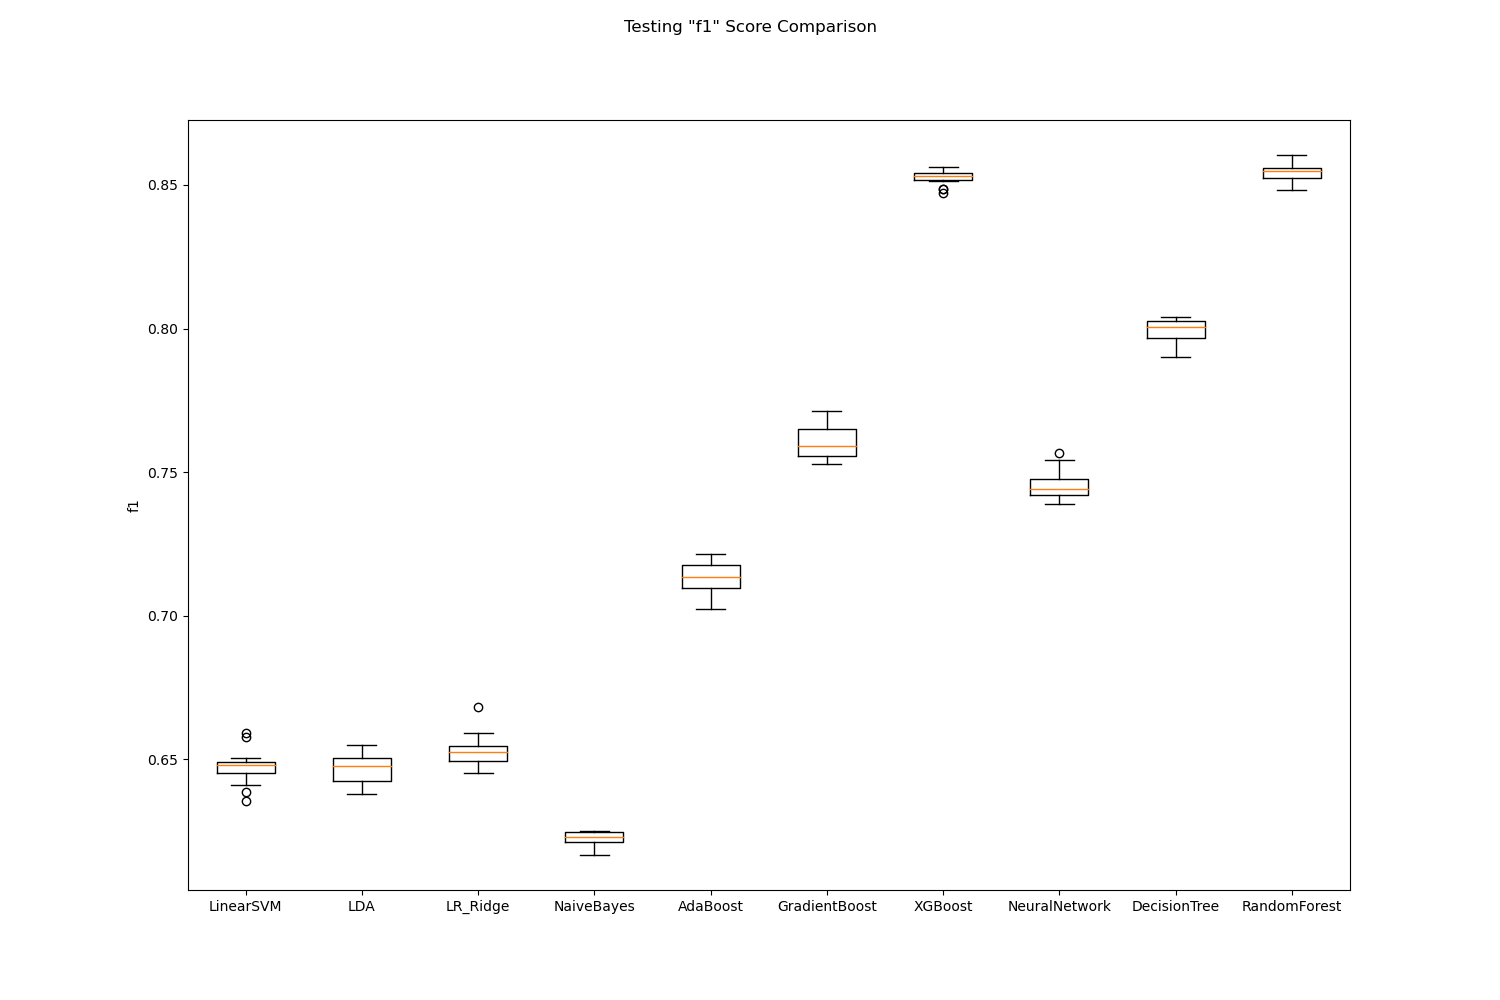 Testing "f1" Score Comparison
0.85
0.80
0.75
0.70
0.65
f1
LinearSVM
LDA
LR_Ridge
NaiveBayes
AdaBoost
GradientBoost
XGBoost
NeuralNetwork
DecisionTree
RandomForest